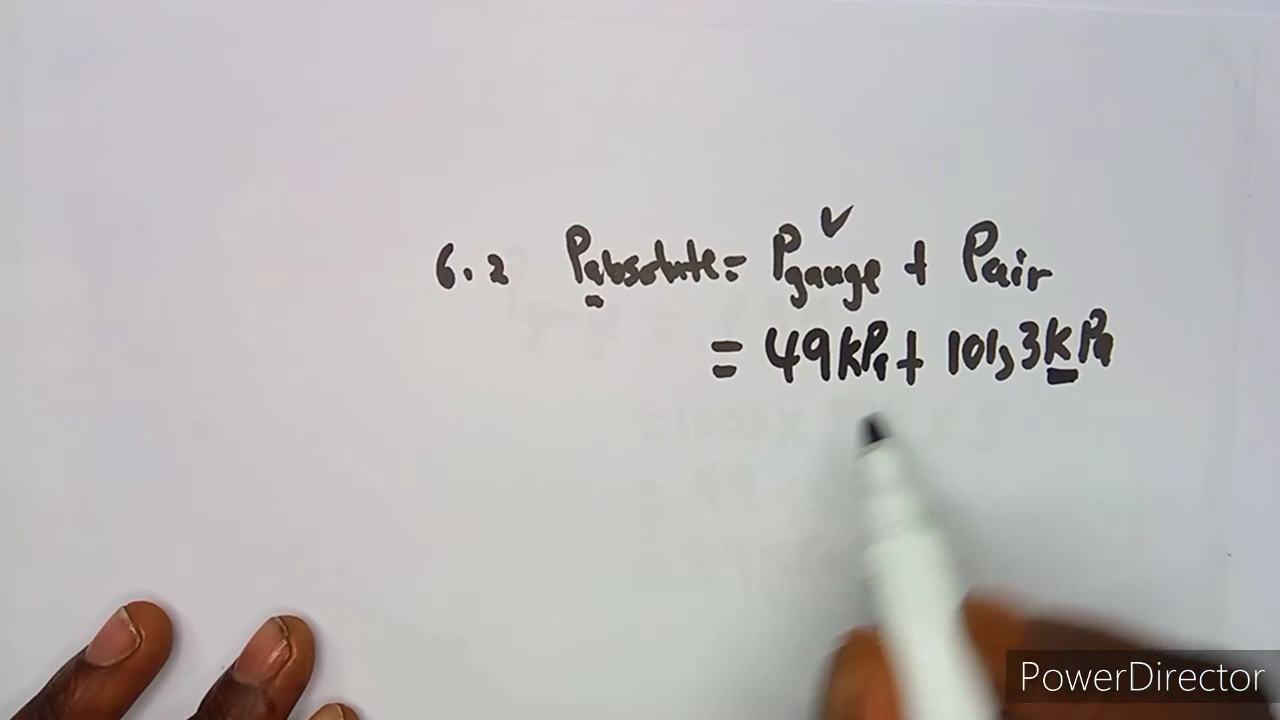 6.2 Pabsolute = Pgauge + Pair
= 49kPa + 101,3kPa
PowerDirector